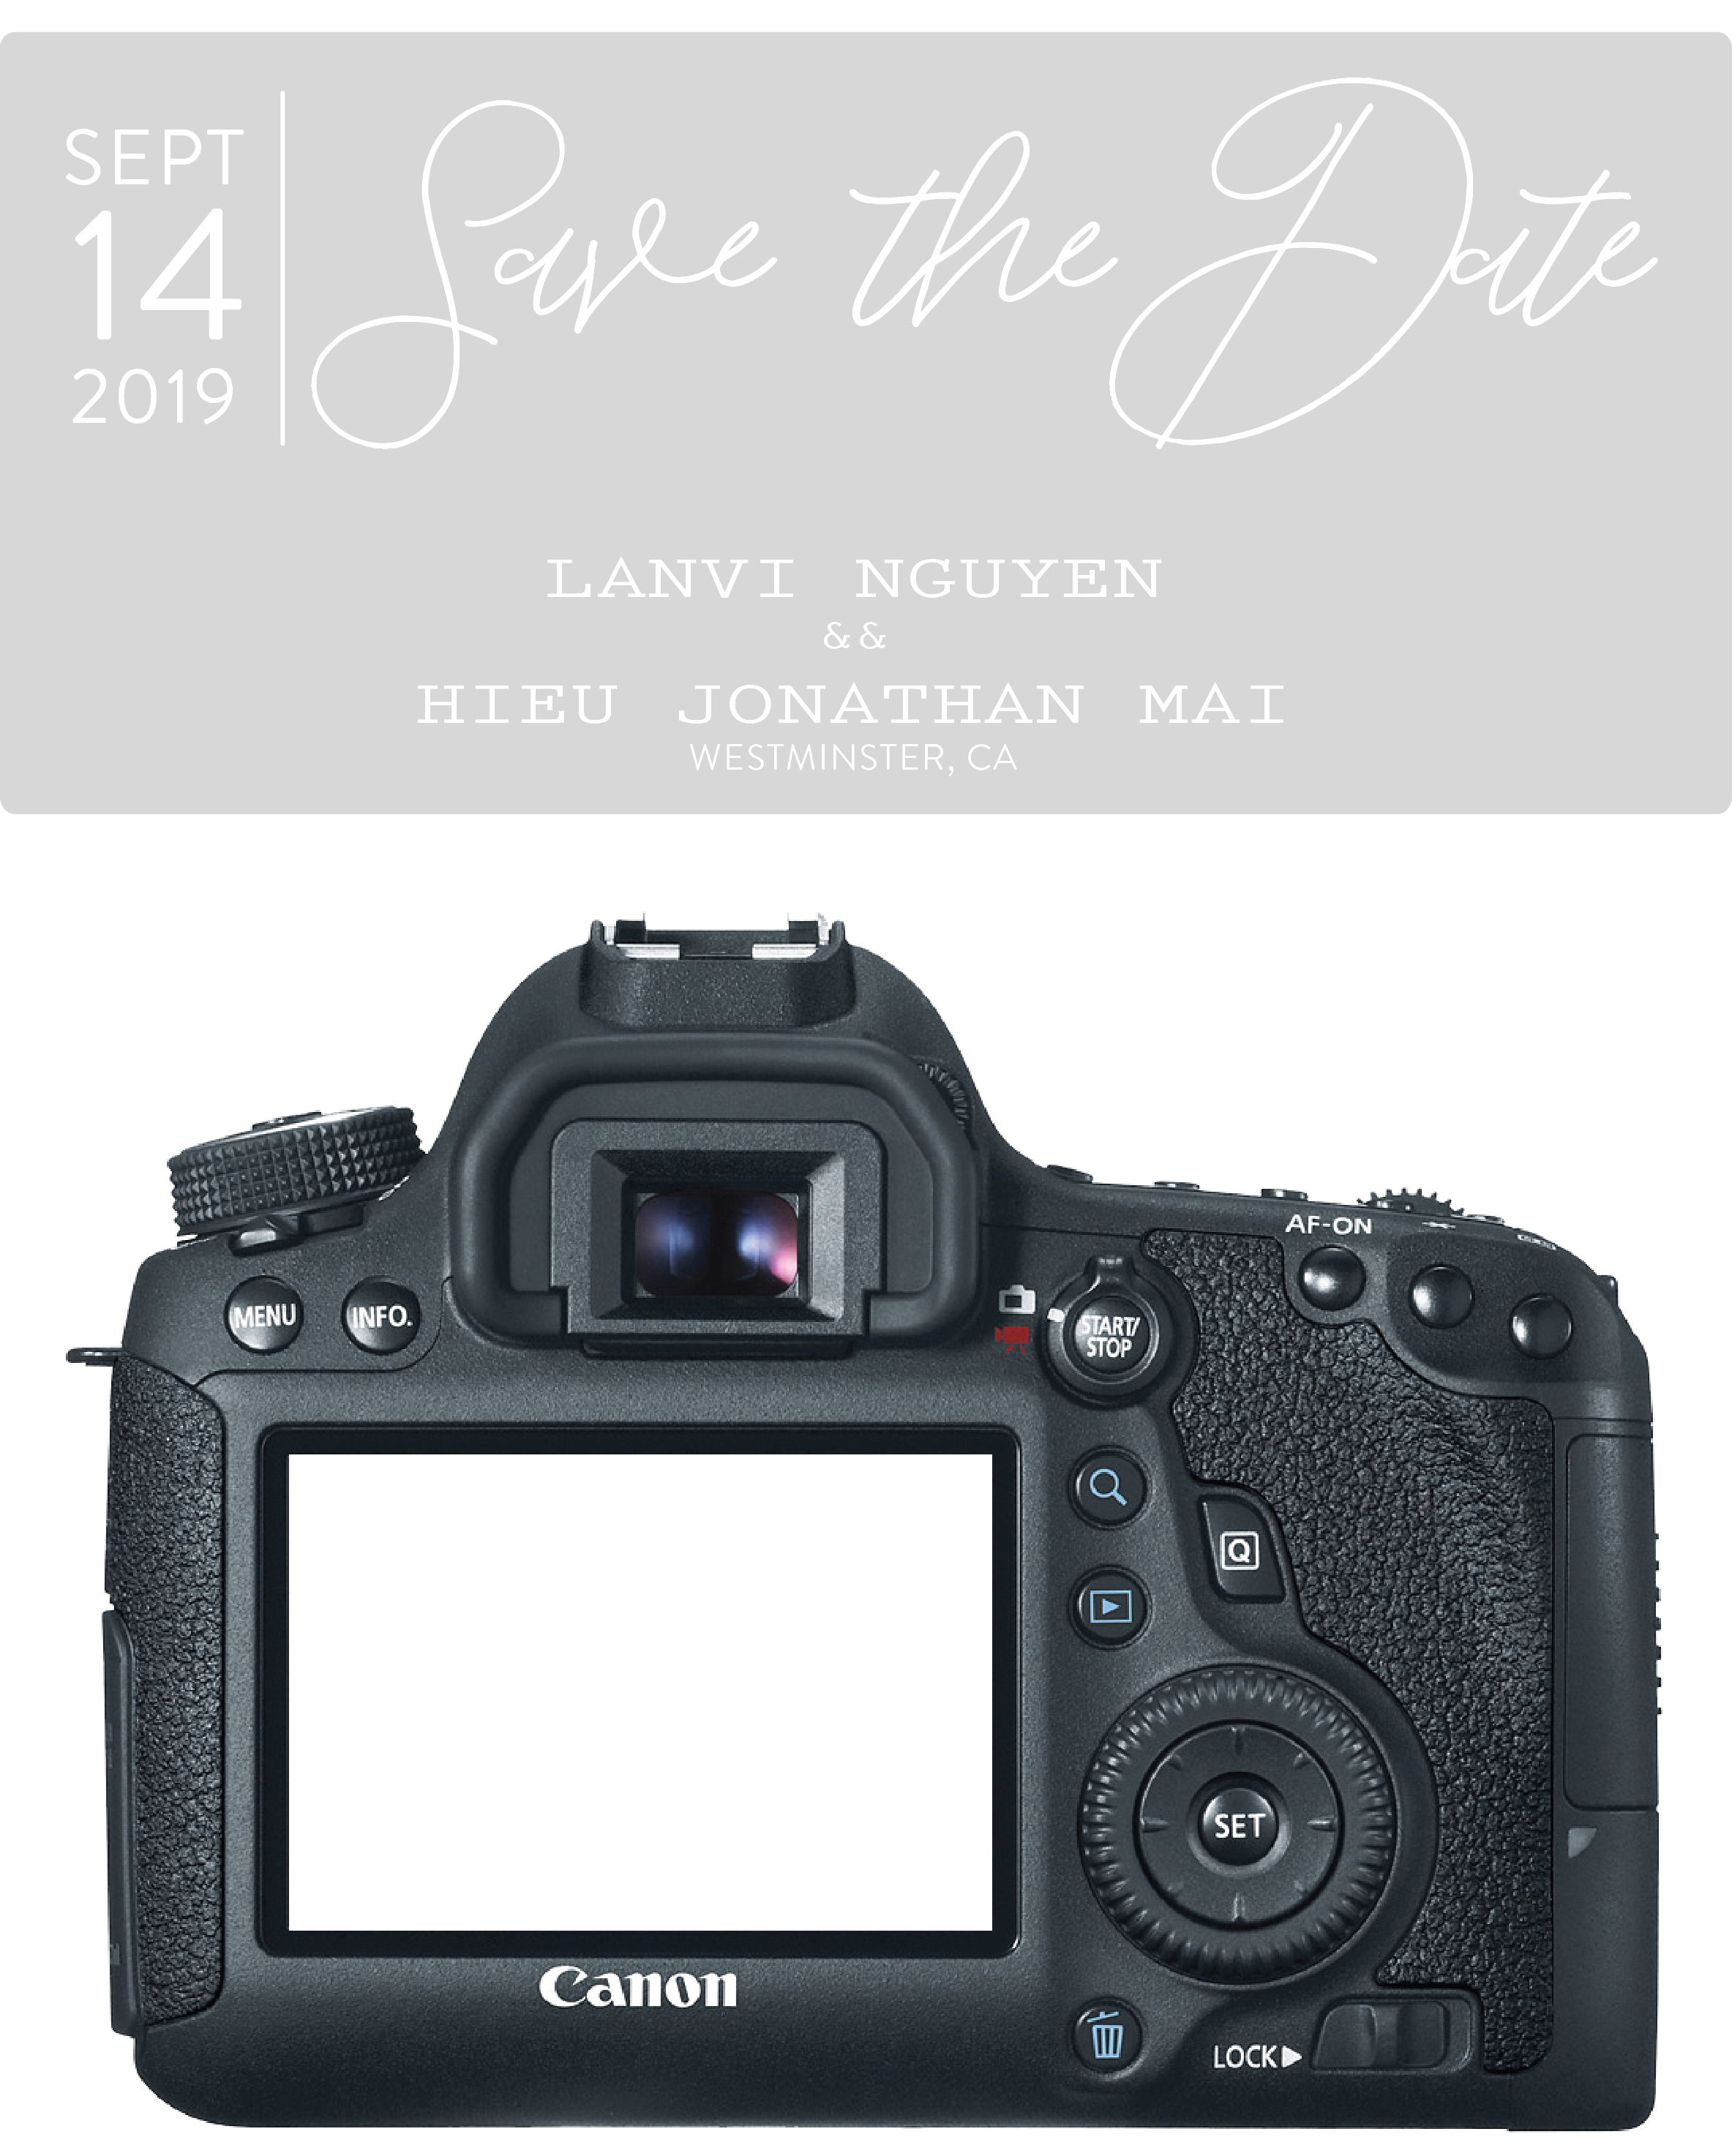 SEPT
14
2019
Save the Date
LANVI NGUYEN
&&
HIEU JONATHAN MAI
WESTMINSTER, CA
AF-ON
MENU
INFO.
START/
STOP
Q
SET
Canon
LOCK